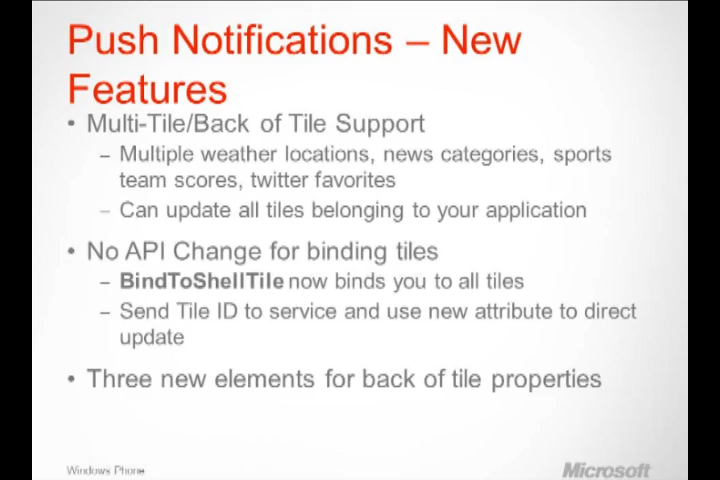 Push Notifications – New
Features
• Multi-Tile/Back of Tile Support
– Multiple weather locations, news categories, sports
team scores, twitter favorites
– Can update all tiles belonging to your application
• No API Change for binding tiles
– BindToShellTile now binds you to all tiles
– Send Tile ID to service and use new attribute to direct
update
• Three new elements for back of tile properties
Windows Phone
Microsoft